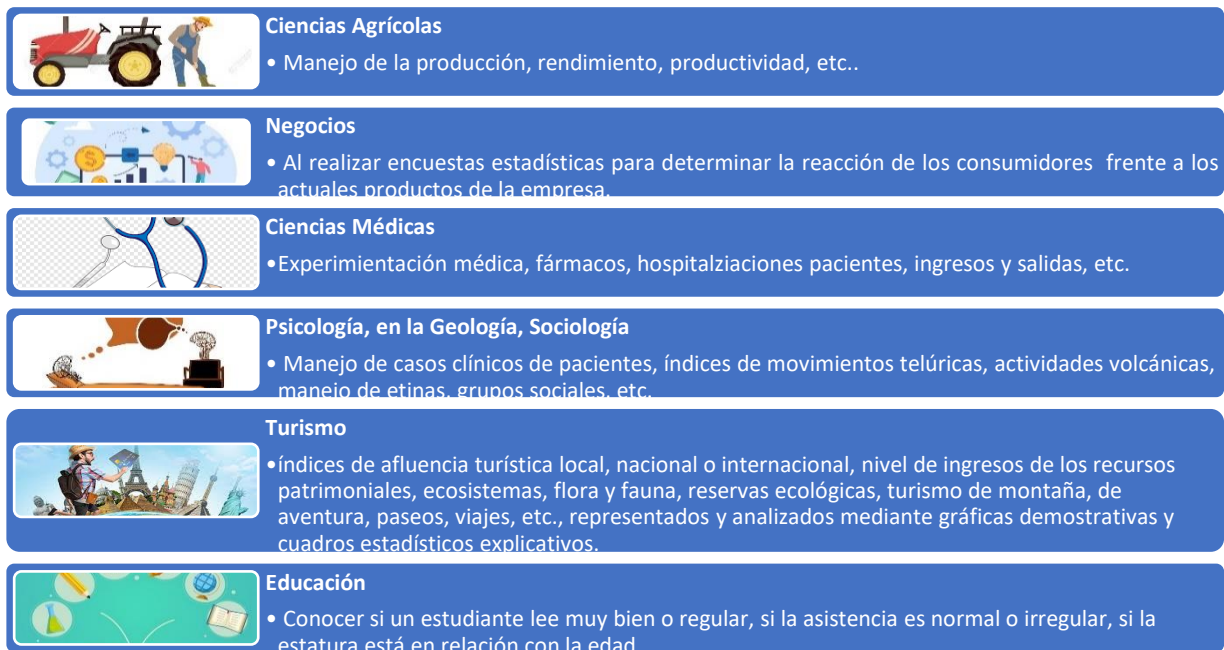 Ciencias Agrícolas
• Manejo de la producción, rendimiento, productividad, etc..
Negocios
• Al realizar encuestas estadísticas para determinar la reacción de los consumidores frente a los
actuales productos de la empresa.
Ciencias Médicas
•Experimientación médica, fármacos, hospitalziaciones pacientes, ingresos y salidas, etc.
Psicología, en la Geología, Sociología
• Manejo de casos clínicos de pacientes, índices de movimientos telúricas, actividades volcánicas,
manejo de etinas, grupos sociales, etc.
Turismo
•índices de afluencia turística local, nacional o internacional, nivel de ingresos de los recursos
patrimoniales, ecosistemas, flora y fauna, reservas ecológicas, turismo de montaña, de
aventura, paseos, viajes, etc., representados y analizados mediante gráficas demostrativas y
cuadros estadísticos explicativos.
Educación
• Conocer si un estudiante lee muy bien o regular, si la asistencia es normal o irregular, si la
estatura está en relación con la edad